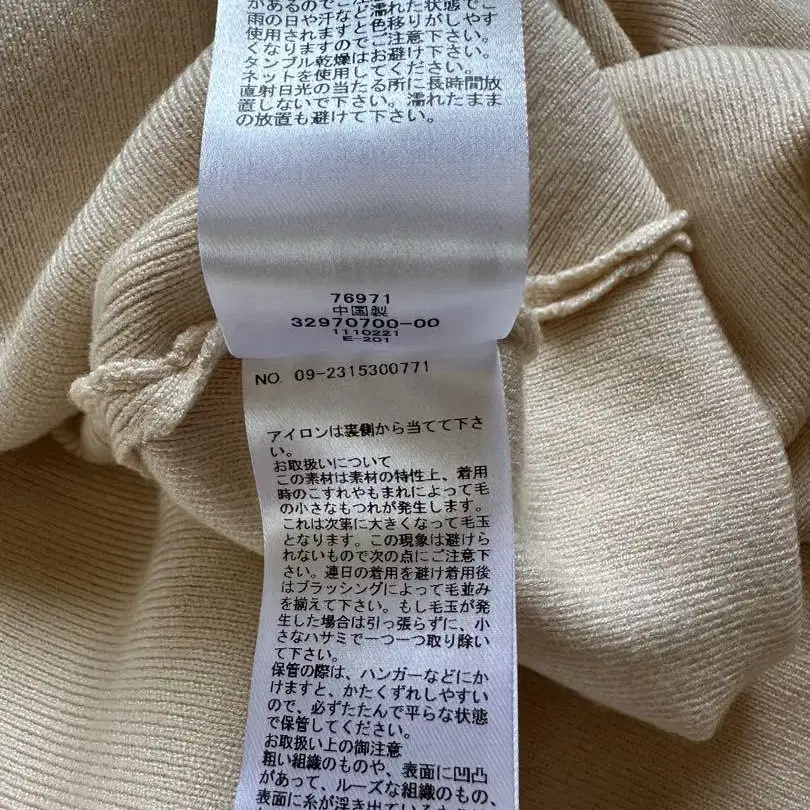 があるのでご
た状態で
雨の日や汗など濡れた状態でご
使用されますと色移りがしやす
くなりますのでご注意下さい。
タンブル乾燥はお避け下さい。
ネットを使用してください。
直射日光の当たる所に長時間放
置しないで下さい。濡れたまま
の放置も避けて下さい。
76971
中国製
32970700-00
1110221
E-201
NO. 09-2315300771
アイロンは裏側から当てて下さ
い。
お取扱いについて
この素材は素材の特性上、着用
時のこすれやもまれによって毛
の小さなもつれが発生します。
これは次第に大きくなって毛玉
となります。この現象は避けら
れないもので次の点にご注意下
さい。連日の着用を避け着用後
はブラッシングによって毛並み
を揃えて下さい。もし毛玉が発
生した場合は引っ張らずに、小
さなハサミで一つ一つ取り除い
て下さい。
保管の際は、ハンガーなどにか
けますと、かたくずれしやすい
ので、必ずたたんで平らな状態
で保管してください。
お取扱い上の御注意
粗い組織のものや、表面に凹凸
があって、ルーズな組織のもの、
表面に糸が浮き出ているもの